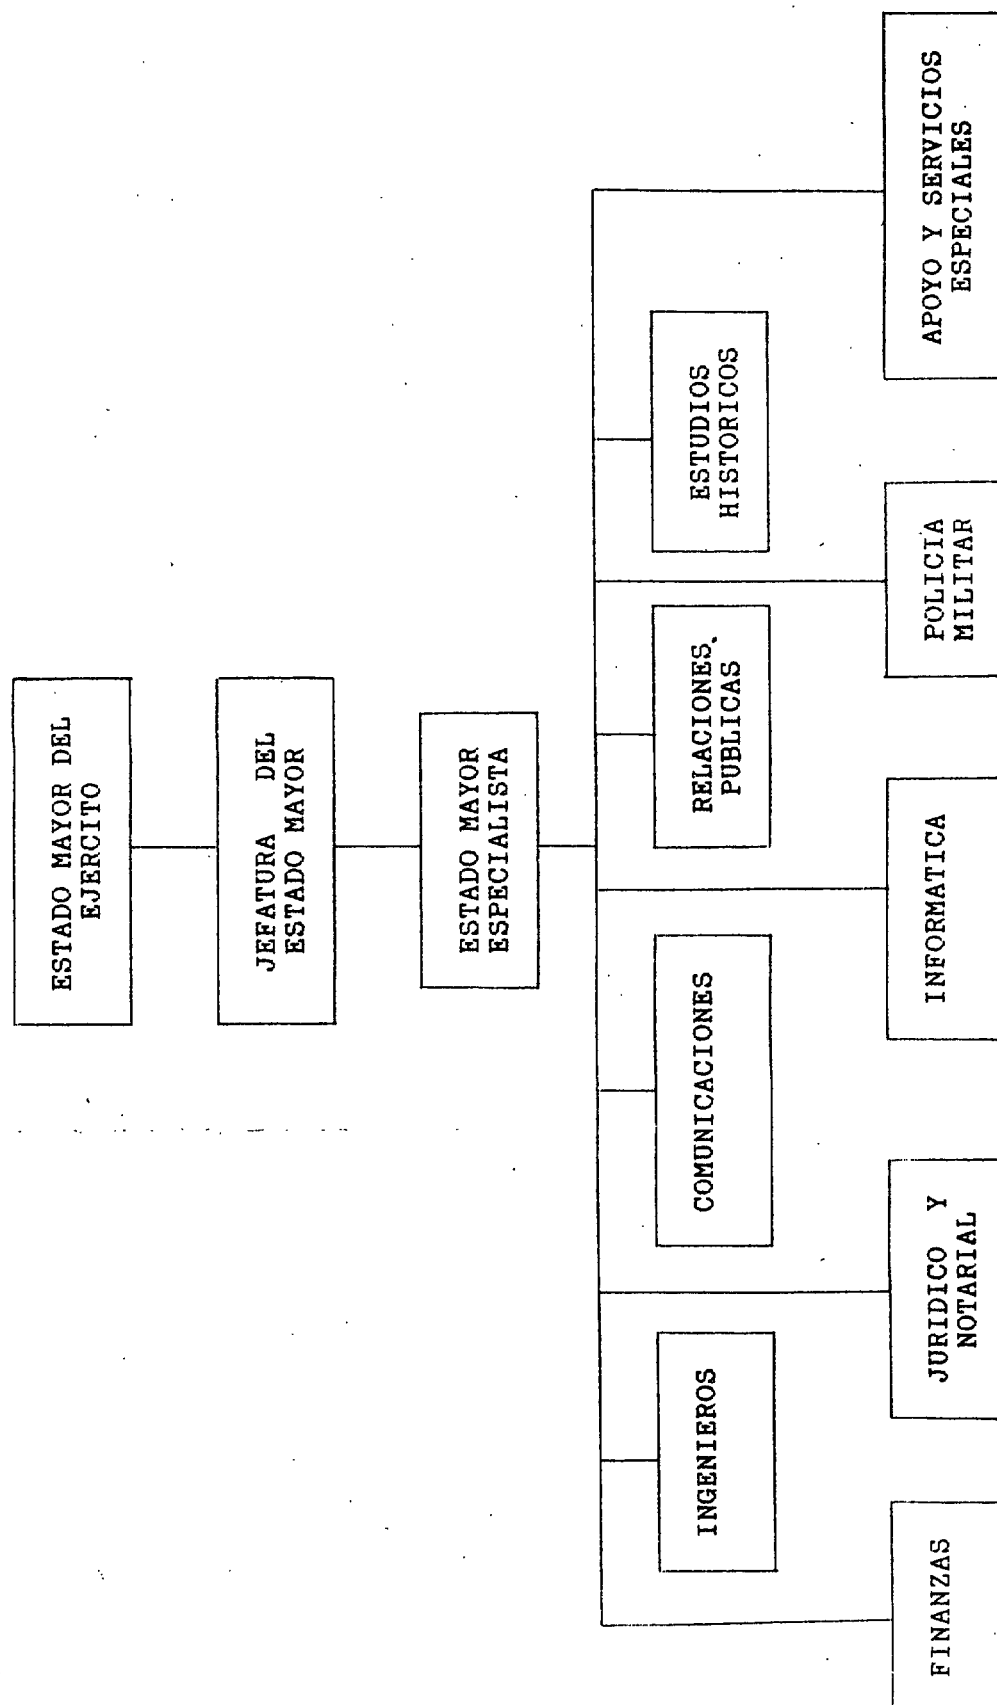 ESTADO MAYOR DEL
EJERCITO
JEFATURA DEL
ESTADO MAYOR
ESTADO MAYOR
ESPECIALISTA
INGENIEROS
COMUNICACIONES
RELACIONES
PUBLICAS
ESTUDIOS
HISTORICOS
FINANZAS
JURIDICO Y
NOTARIAL
INFORMATICA
POLICIA
MILITAR
APOYO Y SERVICIOS
ESPECIALES